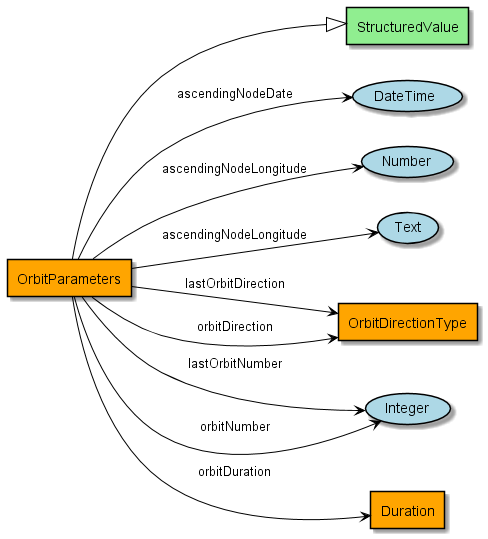 StructuredValue
ascendingNodeDate
DateTime
ascendingNodeLongitude
Number
ascendingNodeLongitude
Text
OrbitParameters
lastOrbitDirection
OrbitDirectionType
orbitDirection
lastOrbitNumber
Integer
orbitNumber
orbitDuration
Duration